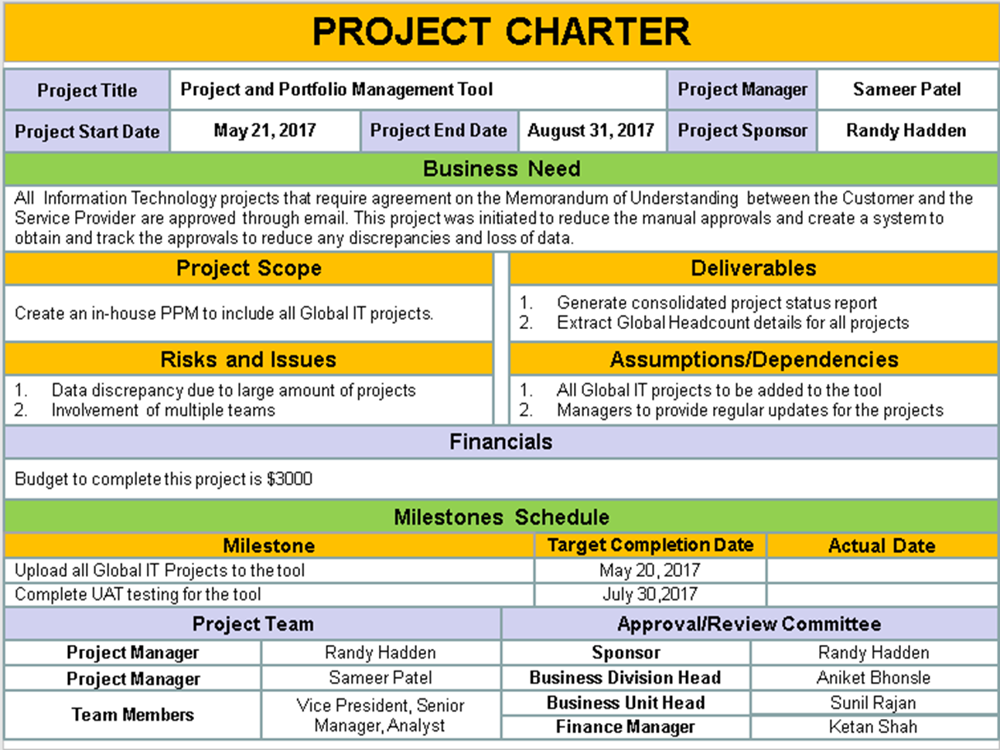 PROJECT CHARTER
Project Title Project and Portfolio Management Tool Project Manager Sameer Patel
Project Start Date May 21, 2017 Project End Date August 31, 2017 Project Sponsor Randy Hadden
Business Need
All Information Technology projects that require agreement on the Memorandum of Understanding between the Customer and the
Service Provider are approved through email. This project was initiated to reduce the manual approvals and create a system to
obtain and track the approvals to reduce any discrepancies and loss of data.
Project Scope
Create an in-house PPM to include all Global IT projects.
Deliverables
1. Generate consolidated project status report
2. Extract Global Headcount details for all projects
Risks and Issues
1. Data discrepancy due to large amount of projects
2. Involvement of multiple teams
Assumptions/Dependencies
1. All Global IT projects to be added to the tool
2. Managers to provide regular updates for the projects
Financials
Budget to complete this project is $3000
Milestones Schedule
Milestone Target Completion Date Actual Date
Upload all Global IT Projects to the tool May 20, 2017
Complete UAT testing for the tool July 30,2017
Project Team
Project Manager Randy Hadden
Project Manager Sameer Patel
Team Members Vice President, Senior
Manager, Analyst
Approval/Review Committee
Sponsor Randy Hadden
Business Division Head Aniket Bhonsle
Business Unit Head Sunil Rajan
Finance Manager Ketan Shah